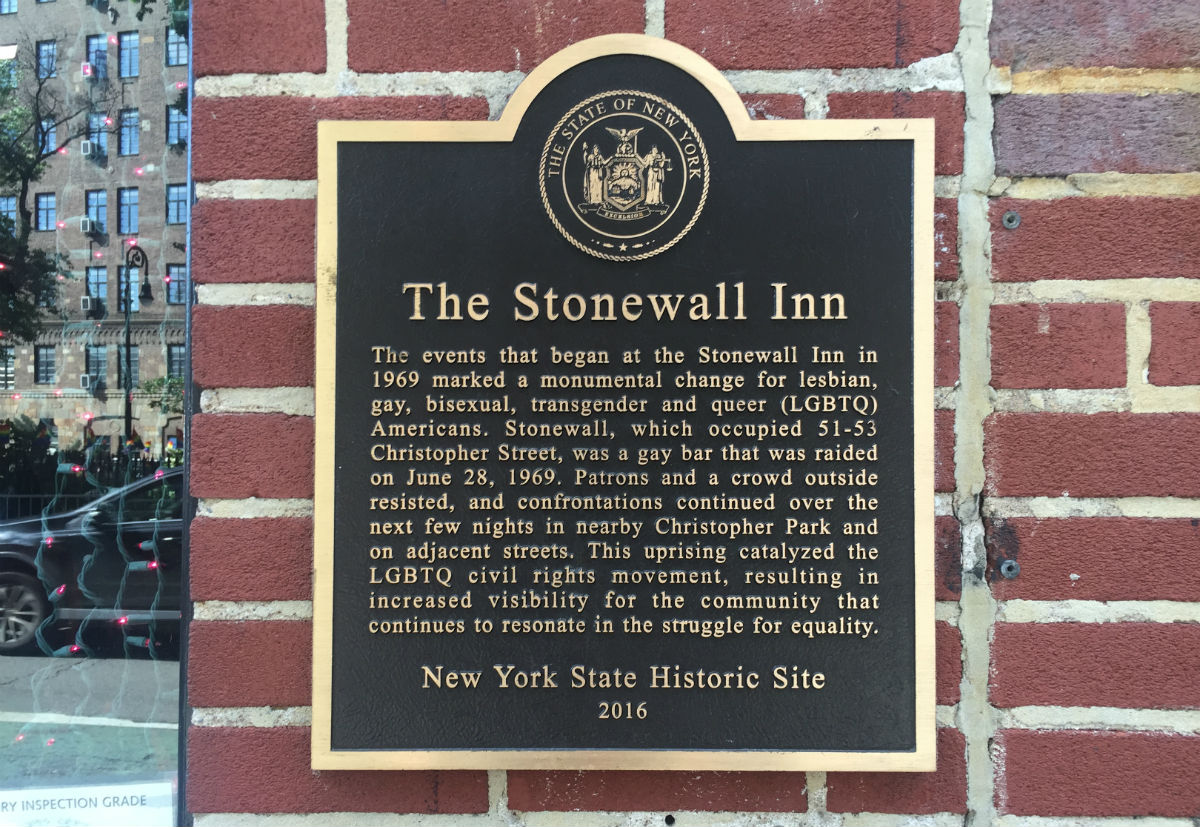 THE STATE OF NEW YORK
EXCELSIOR
The Stonewall Inn
The events that began at the Stonewall Inn in
1969 marked a monumental change for lesbian,
gay, bisexual, transgender and queer (LGBTQ)
Americans. Stonewall, which occupied 51-53
Christopher Street, was a gay bar that was raided
on June 28, 1969. Patrons and a crowd outside
resisted, and confrontations continued over the
next few nights in nearby Christopher Park and
on adjacent streets. This uprising catalyzed the
LGBTQ civil rights movement, resulting in
increased visibility for the community that
continues to resonate in the struggle for equality.
New York State Historic Site
2016
RY INSPECTION GRADE